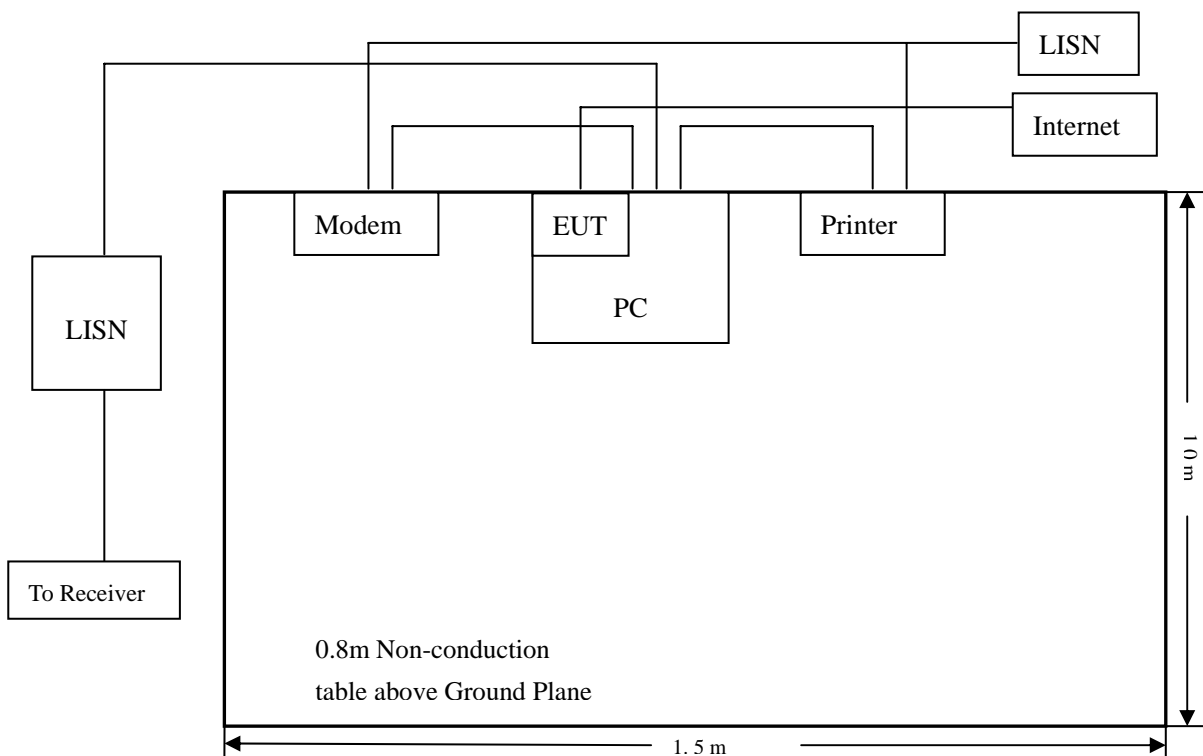 LISN
Internet
Modem
EUT
Printer
PC
LISN
To Receiver
0.8m Non-conduction
table above Ground Plane
1 0 m
1. 5 m